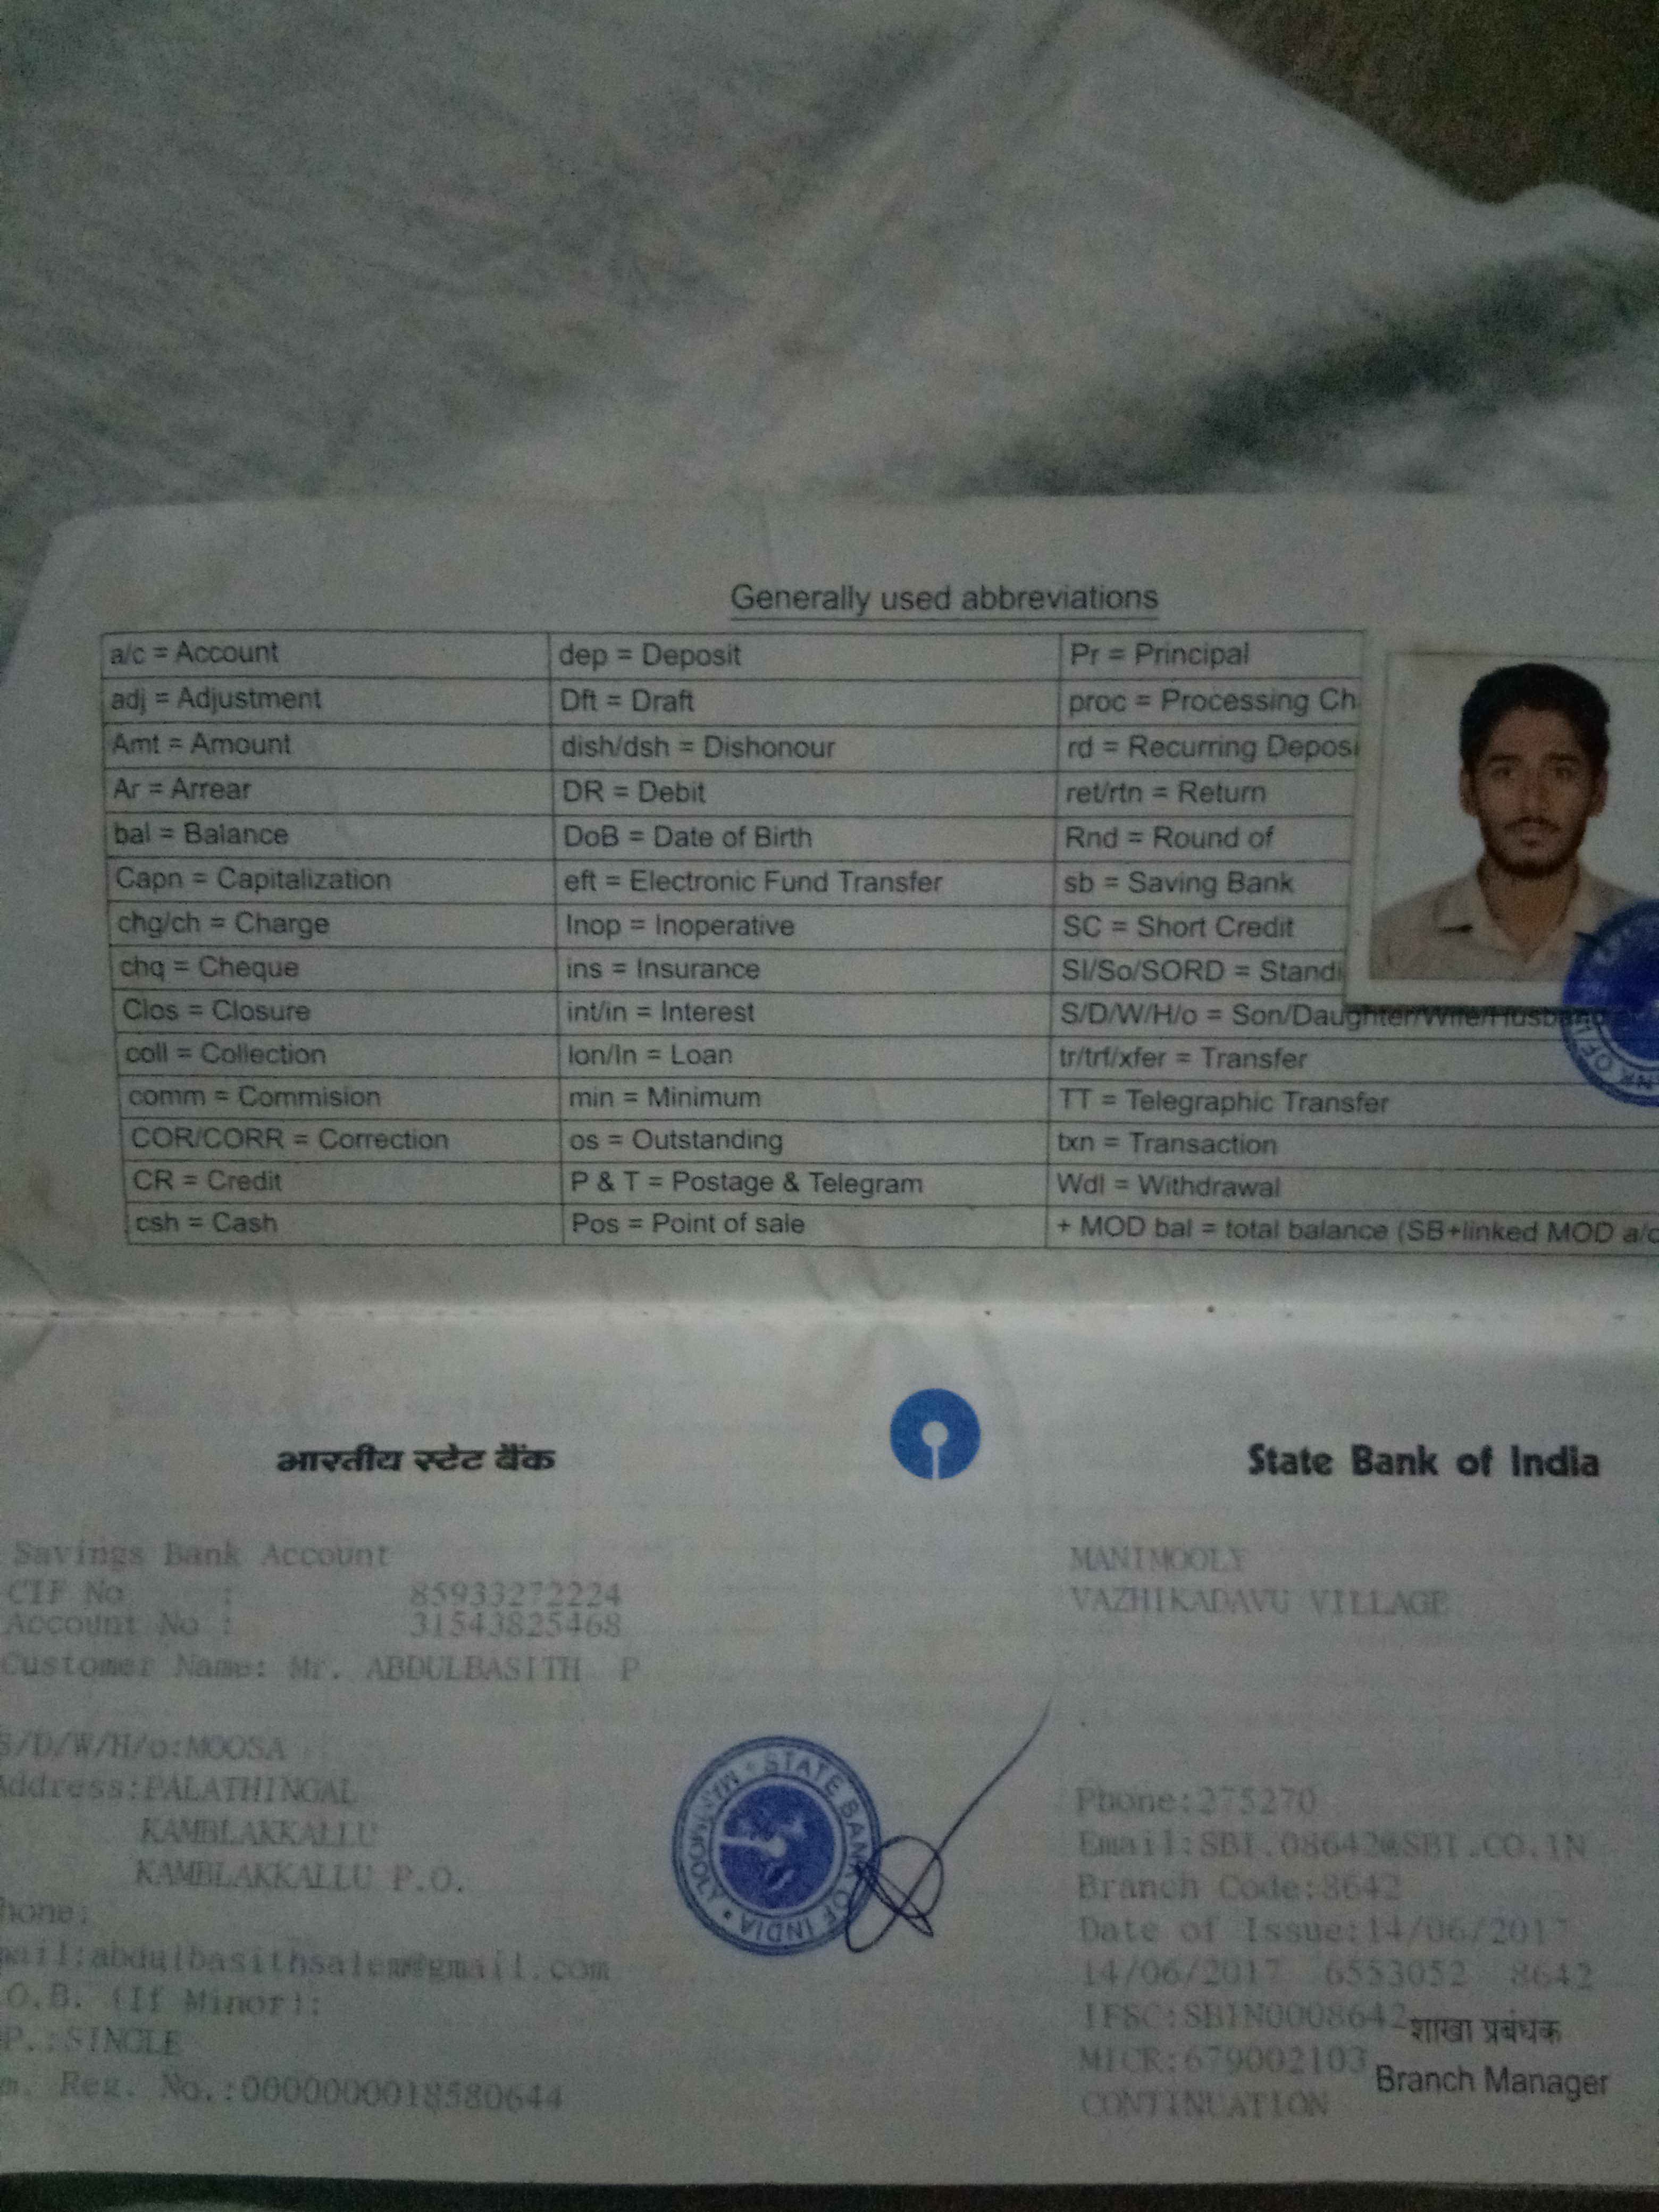 Generally used abbreviations
a/c = Account dep = Deposit Pr = Principal
adj = Adjustment Dft = Draft proc = Processing Ch
Amt = Amount dish/dsh = Dishonour rd = Recurring Deposi
Ar = Arrear DR = Debit ret/rtn = Return
bal = Balance DoB = Date of Birth Rnd = Round of
Capn = Capitalization eft = Electronic Fund Transfer sb = Saving Bank
chg/ch = Charge Inop = Inoperative SC = Short Credit
chq = Cheque ins = Insurance SI/So/SORD = Standi
Clos = Closure int/in = Interest S/D/W/H/o = Son/Daughter/Wife/Husband
coll = Collection lon/ln = Loan tr/trf/xfer = Transfer
comm = Commision min = Minimum TT = Telegraphic Transfer
COR/CORR = Correction os = Outstanding txn = Transaction
CR = Credit P & T = Postage & Telegram Wdl = Withdrawal
csh = Cash Pos = Point of sale + MOD bal = total balance (SB+linked MOD a/c
भारतीय स्टेट बैंक State Bank of India
Savings Bank Account MANIMOOLY
CIF No : 85933272224 VAZHIKADAVU VILLAGE
Account No : 31543825468
Customer Name: Mr. ABDULBASITH P
S/D/W/H/o:MOOSA
Address:PALATHINGAL Phone:275270
KAMBLAKKALLU Email:SBI.08642@SBI.CO.IN
KAMBLAKKALLU P.O. Branch Code:8642
hone: Date of Issue:14/06/2017
mail:abdulbasithsalem@gmail.com 14/06/2017 6553052 8642
.O.B. (If Minor): IFSC:SBIN0008642 शाखा प्रबंधक
P.:SINGLE MICR:679002103 Branch Manager
m. Reg. No.:0000000018580644 CONTINUATION
STATE BANK OF INDIA • MANIMOOLY •